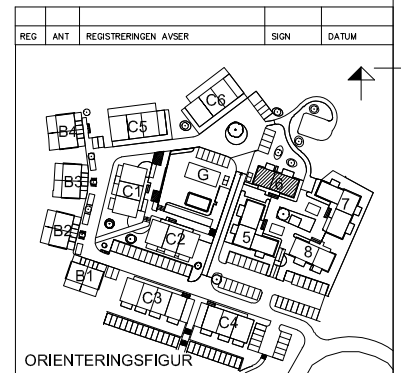 REG ANT REGISTRERINGEN AVSER SIGN DATUM
C6
B4
C5
B3
C1
G
6
7
B2
C2
5
8
B1
C3
C4
ORIENTERINGSFIGUR